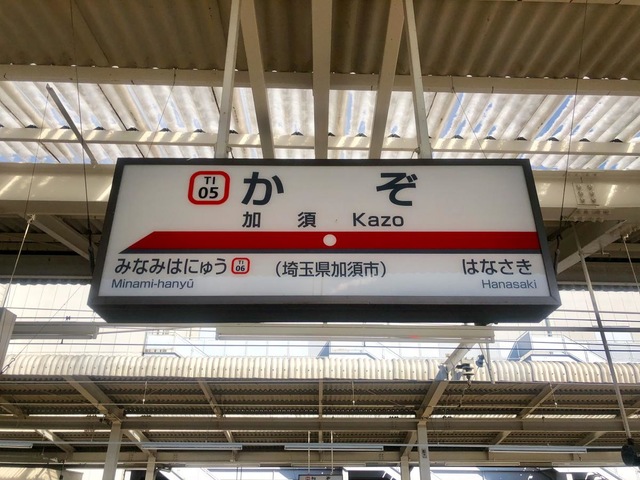 TI 05 かぞ
加須 Kazo
みなみはにゅう TI 06 (埼玉県加須市) はなさき
Minami-hanyū Hanasaki